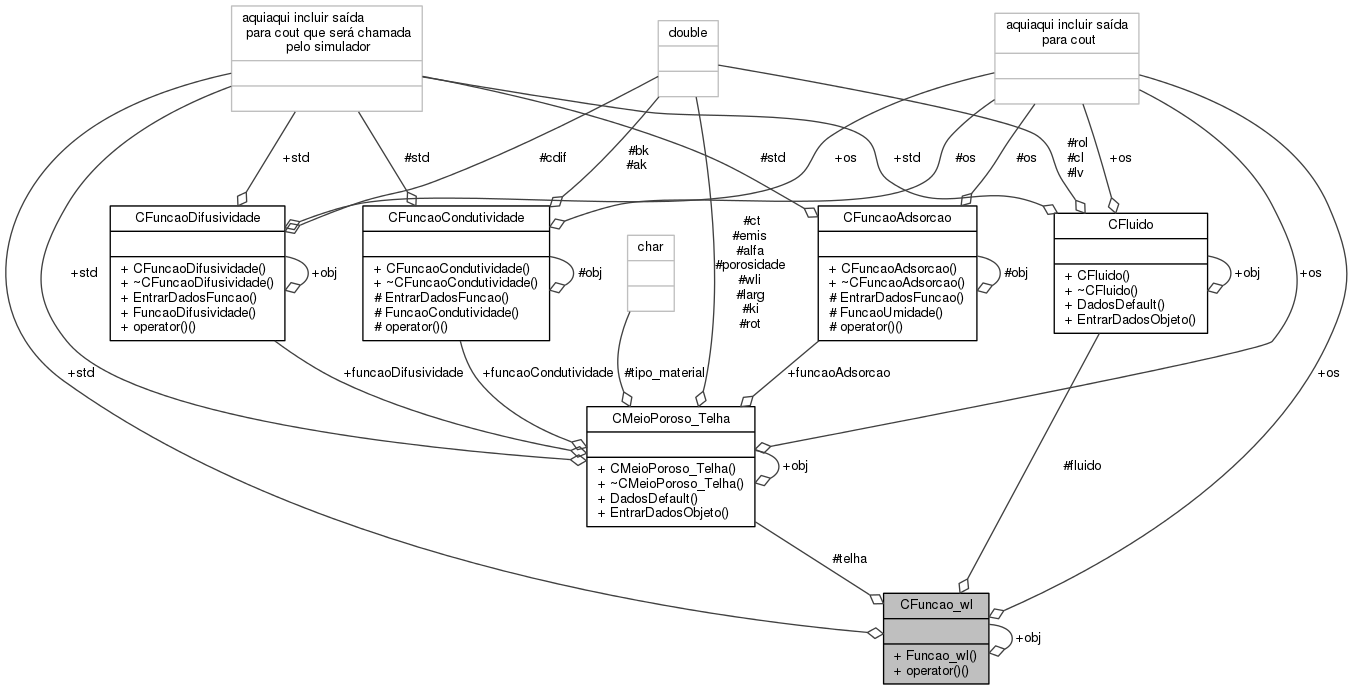 aquiaqui incluir saída
para cout que será chamada
pelo simulador
double
aquiaqui incluir saída
para cout
+std
#std
#cdif
#bk
#ak
#std
+os
+std
#os
#os
#rol
#cl
#lv
+os
CFuncaoDifusividade
+ CFuncaoDifusividade()
+ ~CFuncaoDifusividade()
+ EntrarDadosFuncao()
+ FuncaoDifusividade()
+ operator()()
+obj
CFuncaoCondutividade
+ CFuncaoCondutividade()
+ ~CFuncaoCondutividade()
# EntrarDadosFuncao()
# FuncaoCondutividade()
# operator()()
#obj
char
#ct
#emis
#alfa
#porosidade
#wli
#larg
#ki
#rot
CFuncaoAdsorcao
+ CFuncaoAdsorcao()
+ ~CFuncaoAdsorcao()
# EntrarDadosFuncao()
# FuncaoUmidade()
# operator()()
#obj
CFluido
+ CFluido()
+ ~CFluido()
+ DadosDefault()
+ EntrarDadosObjeto()
+obj
+std
+os
+std
+funcaoDifusividade
+funcaoCondutividade
#tipo_material
+funcaoAdsorcao
+os
CMeioPoroso_Telha
+ CMeioPoroso_Telha()
+ ~CMeioPoroso_Telha()
+ DadosDefault()
+ EntrarDadosObjeto()
+obj
#fluido
#telha
CFuncao_wl
+ Funcao_wl()
+ operator()()
+obj